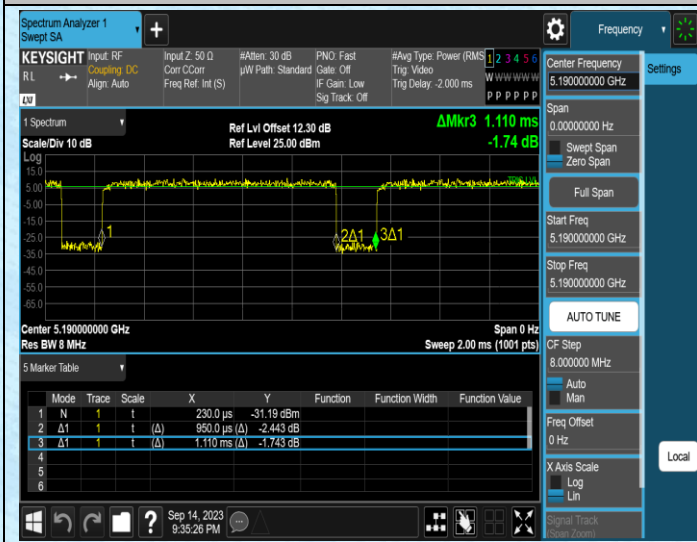 Spectrum Analyzer 1
Swept SA
+
Frequency
KEYSIGHT
RL
LXI
Input: RF
Coupling: DC
Align: Auto
Input Z: 50 Ω
Corr CCorr
Freq Ref: Int (S)
#Atten: 30 dB
µW Path: Standard
PNO: Fast
Gate: Off
IF Gain: Low
Sig Track: Off
#Avg Type: Power (RMS
Trig: Video
Trig Delay: -2.000 ms
1 2 3 4 5 6
W W W W W W
P P P P P P
1 Spectrum
Scale/Div 10 dB
Ref Lvl Offset 12.30 dB
Ref Level 25.00 dBm
ΔMkr3 1.110 ms
-1.74 dB
Log
15.0
5.00
-5.00
-15.0
-25.0
-35.0
-45.0
-55.0
-65.0
1
2Δ1
3Δ1
Center 5.190000000 GHz
Span 0 Hz
Res BW 8 MHz
Sweep 2.00 ms (1001 pts)
5 Marker Table
Mode Trace Scale X Y Function Function Width Function Value
1 N 1 t 230.0 µs -31.19 dBm
2 Δ1 1 t (Δ) 950.0 µs (Δ) -2.443 dB
3 Δ1 1 t (Δ) 1.110 ms (Δ) -1.743 dB
4
5
6
?
Sep 14, 2023
9:35:26 PM
Center Frequency
5.190000000 GHz
Span
0.00000000 Hz
Swept Span
Zero Span
Full Span
Start Freq
5.190000000 GHz
Stop Freq
5.190000000 GHz
AUTO TUNE
CF Step
8.000000 MHz
Auto
Man
Freq Offset
0 Hz
X Axis Scale
Log
Lin
Signal Track
(Span Zoom)
Settings
Local